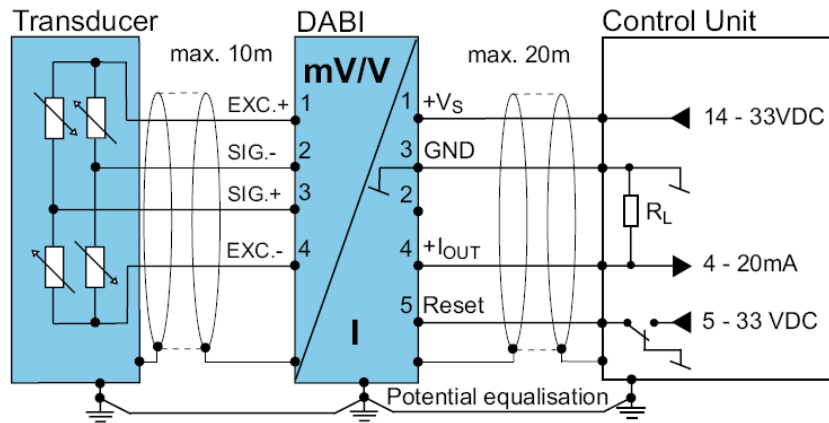 Transducer DABI Control Unit
max. 10m mV/V max. 20m
EXC.+ 1 1 +VS 14 - 33VDC
SIG.- 2 3 GND
SIG.+ 3 2 RL
EXC.- 4 4 +IOUT 4 - 20mA
I 5 Reset 5 - 33 VDC
Potential equalisation